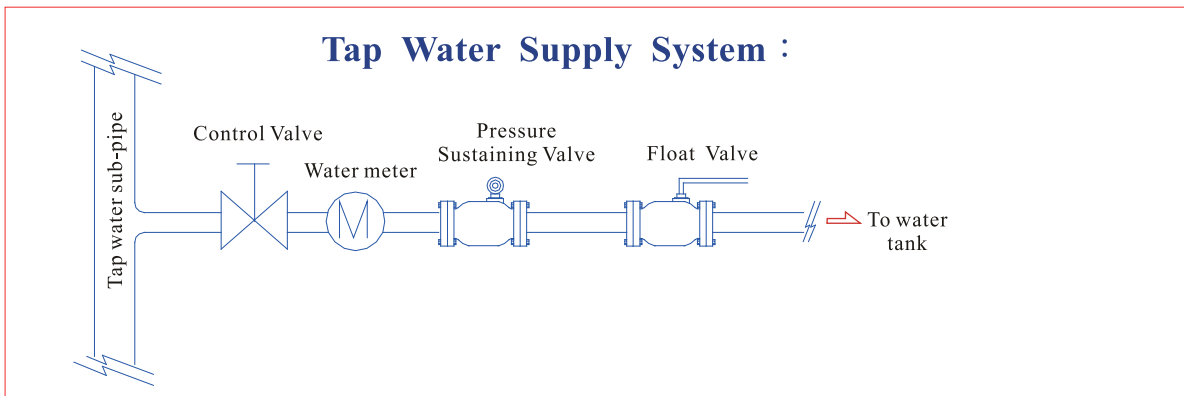 Tap Water Supply System：
Tap water sub-pipe
Control Valve
Water meter
M
Pressure
Sustaining Valve
Float Valve
To water
tank